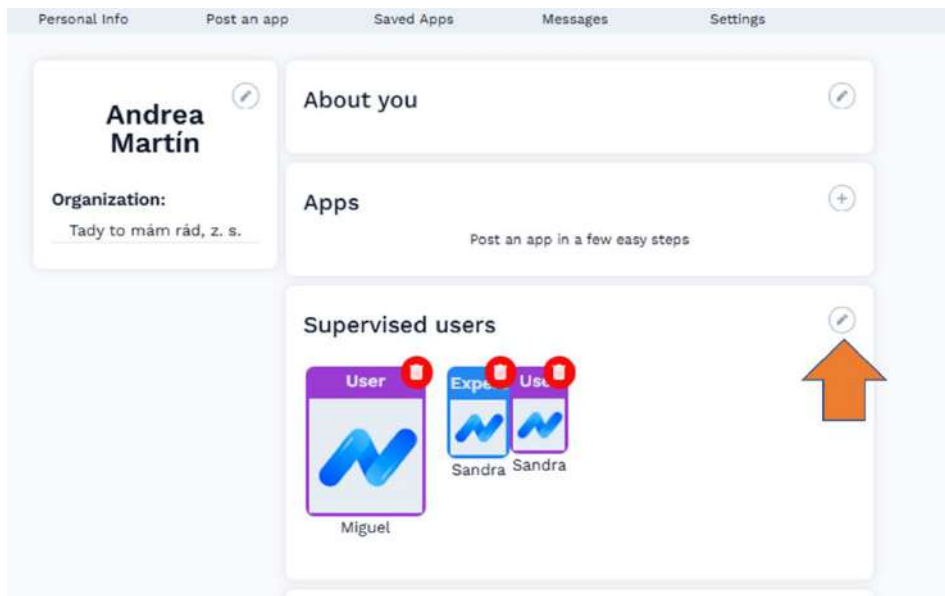 Personal Info Post an app Saved Apps Messages Settings
Andrea
Martín
Organization:
Tady to mám rád, z. s.
About you
Apps
Post an app in a few easy steps
Supervised users
User
Miguel
Sandra
Sandra